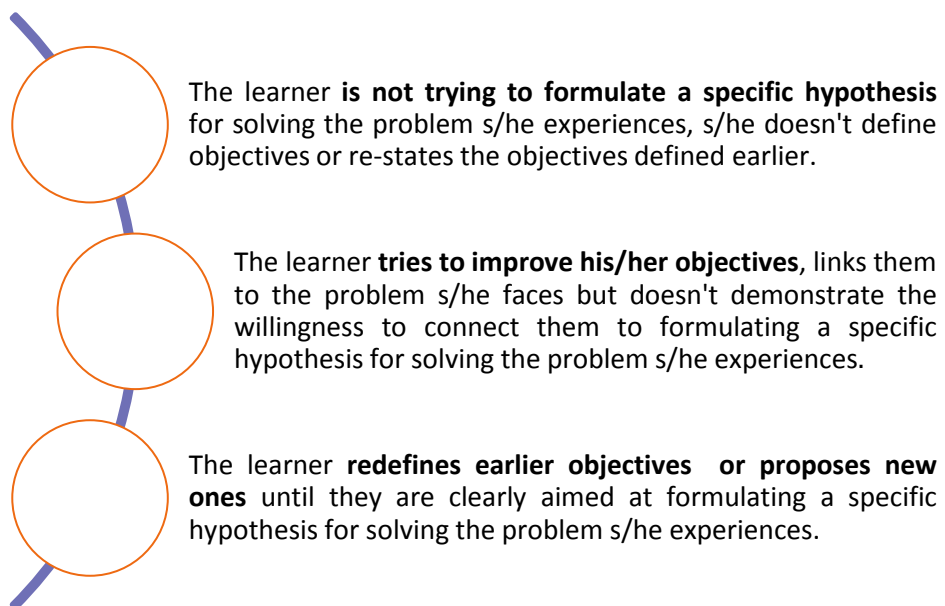 The learner is not trying to formulate a specific hypothesis
for solving the problem s/he experiences, s/he doesn't define
objectives or re-states the objectives defined earlier.
The learner tries to improve his/her objectives, links them
to the problem s/he faces but doesn't demonstrate the
willingness to connect them to formulating a specific
hypothesis for solving the problem s/he experiences.
The learner redefines earlier objectives or proposes new
ones until they are clearly aimed at formulating a specific
hypothesis for solving the problem s/he experiences.